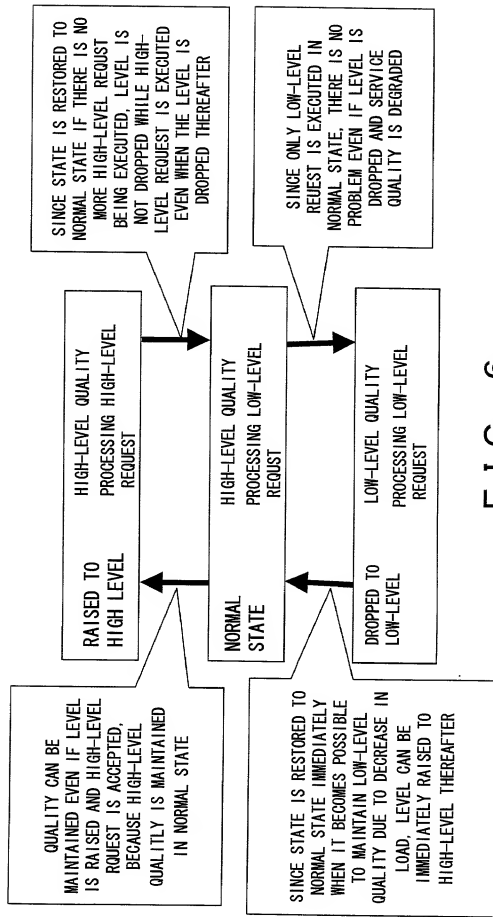 QUALITY CAN BE
MAINTAINED EVEN IF LEVEL
IS RAISED AND HIGH-LEVEL
RQUEST IS ACCEPTED,
BECAUSE HIGH-LEVEL
QUALITLY IS MAINTAINED
IN NORMAL STATE
SINCE STATE IS RESTORED TO
NORMAL STATE IMMEDIATELY
WHEN IT BECOMES POSSIBLE
TO MAINTAIN LOW-LEVEL
QUALITY DUE TO DECREASE IN
LOAD, LEVEL CAN BE
IMMEDIATELY RAISED TO
HIGH-LEVEL THEREAFTER
RAISED TO
HIGH LEVEL
HIGH-LEVEL QUALITY
PROCESSING HIGH-LEVEL
REQUEST
NORMAL
STATE
HIGH-LEVEL QUALITY
PROCESSING LOW-LEVEL
REQUST
DROPPED TO
LOW-LEVEL
LOW-LEVEL QUALITY
PROCESSING LOW-LEVEL
REQUEST
SINCE STATE IS RESTORED TO
NORMAL STATE IF THERE IS NO
MORE HIGH-LEVEL REQUST
BEING EXECUTED, LEVEL IS
NOT DROPPED WHILE HIGH-
LEVEL REQUEST IS EXECUTED
EVEN WHEN THE LEVEL IS
DROPPED THEREAFTER
SINCE ONLY LOW-LEVEL
REUEST IS EXECUTED IN
NORMAL STATE, THERE IS NO
PROBLEM EVEN IF LEVEL IS
DROPPED AND SERVICE
QUALITY IS DEGRADED